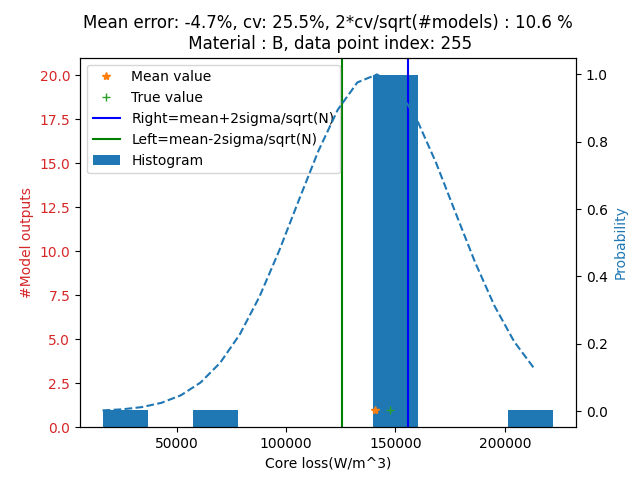 Mean error: -4.7%, cv: 25.5%, 2*cv/sqrt(#models) : 10.6 %
Material : B, data point index: 255
Mean value
True value
Right=mean+2sigma/sqrt(N)
Left=mean-2sigma/sqrt(N)
Histogram
#Model outputs
20.0
17.5
15.0
12.5
10.0
7.5
5.0
2.5
0.0
1.0
0.8
0.6
0.4
0.2
0.0
Probability
50000 100000 150000 200000
Core loss(W/m^3)